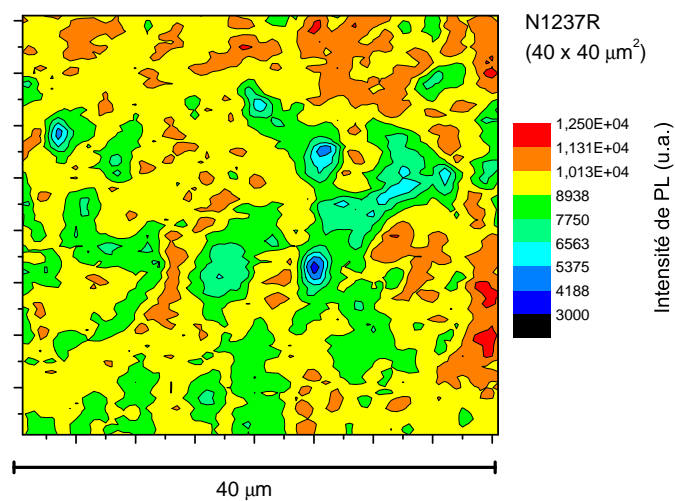 N1237R
(40 x 40 μm²)
1,250E+04
1,131E+04
1,013E+04
8938
7750
6563
5375
4188
3000
Intensité de PL (u.a.)
40 μm